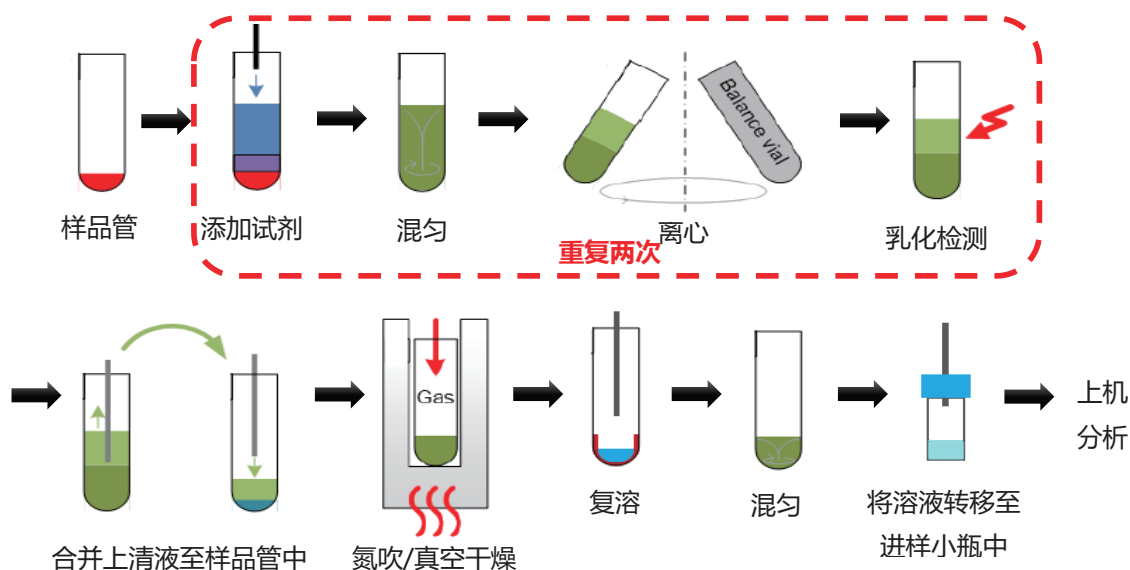 样品管
添加试剂
混匀
Balance vial
离心
重复两次
乳化检测
合并上清液至样品管中
Gas
氮吹/真空干燥
复溶
混匀
将溶液转移至
进样小瓶中
上机
分析